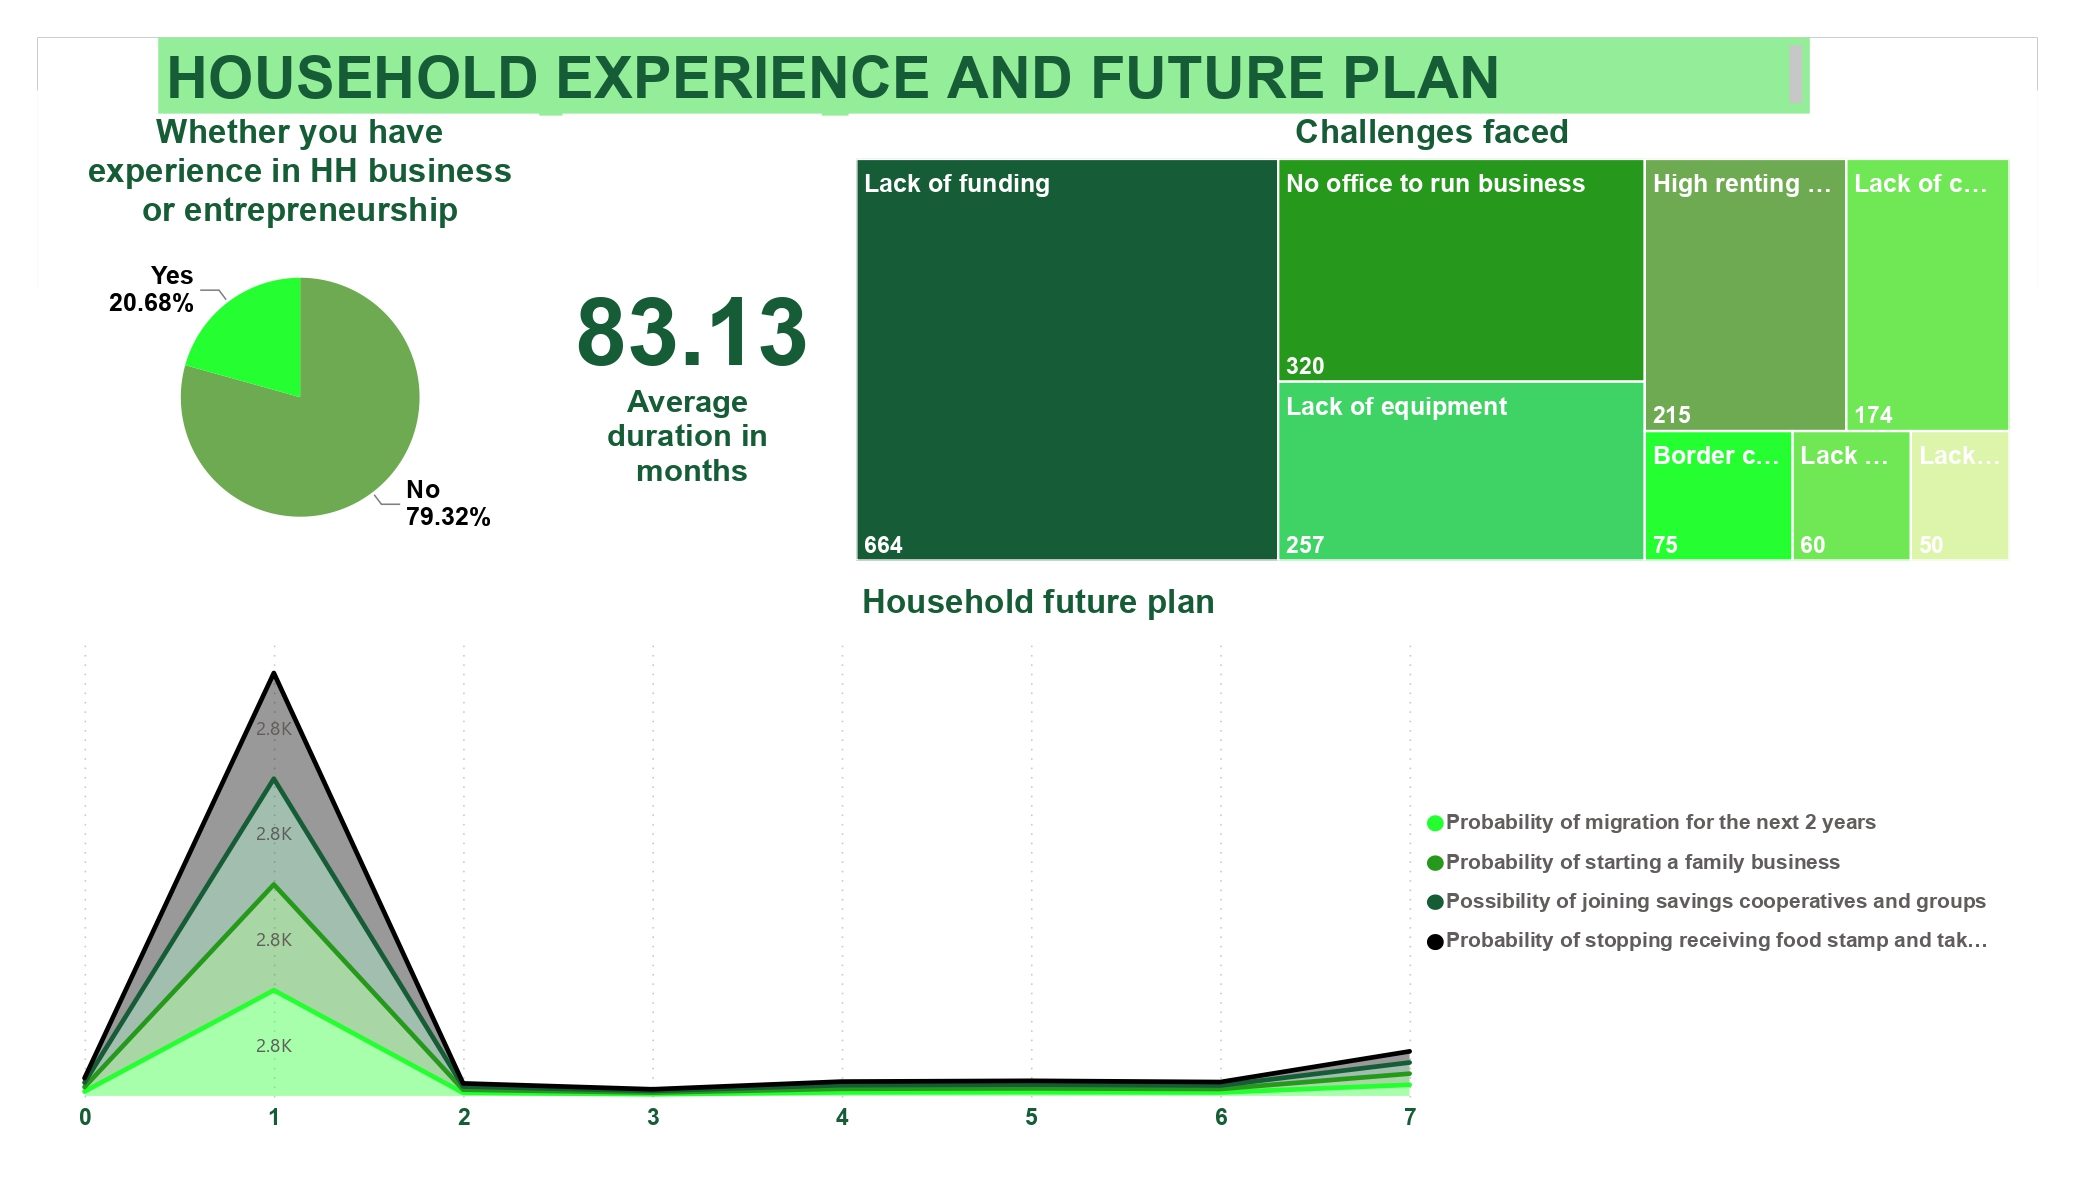 HOUSEHOLD EXPERIENCE AND FUTURE PLAN
Whether you have
experience in HH business
or entrepreneurship
Yes
20.68%
No
79.32%
83.13
Average
duration in
months
Challenges faced
Lack of funding
664
No office to run business
320
Lack of equipment
257
High renting …
215
Lack of c…
174
Border c…
75
Lack …
60
Lack…
50
Household future plan
2.8K
2.8K
2.8K
2.8K
0 1 2 3 4 5 6 7
Probability of migration for the next 2 years
Probability of starting a family business
Possibility of joining savings cooperatives and groups
Probability of stopping receiving food stamp and tak…